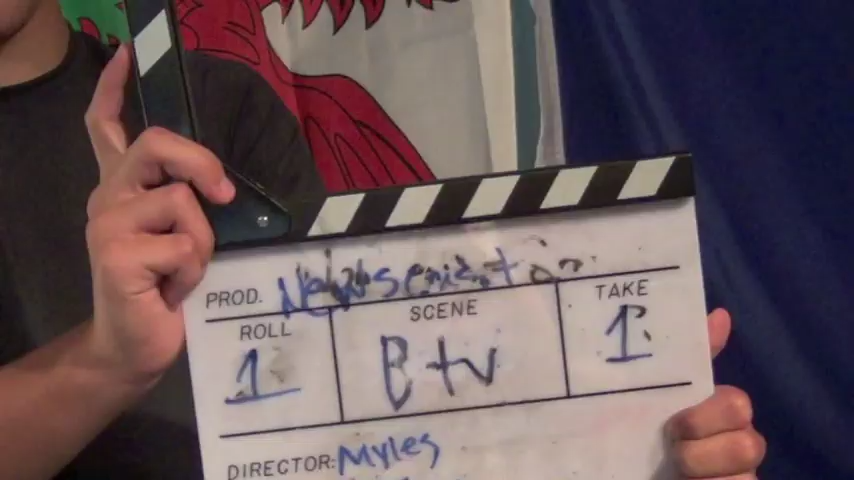 PROD.
ROLL SCENE TAKE
1 Btv 1
DIRECTOR: Myles